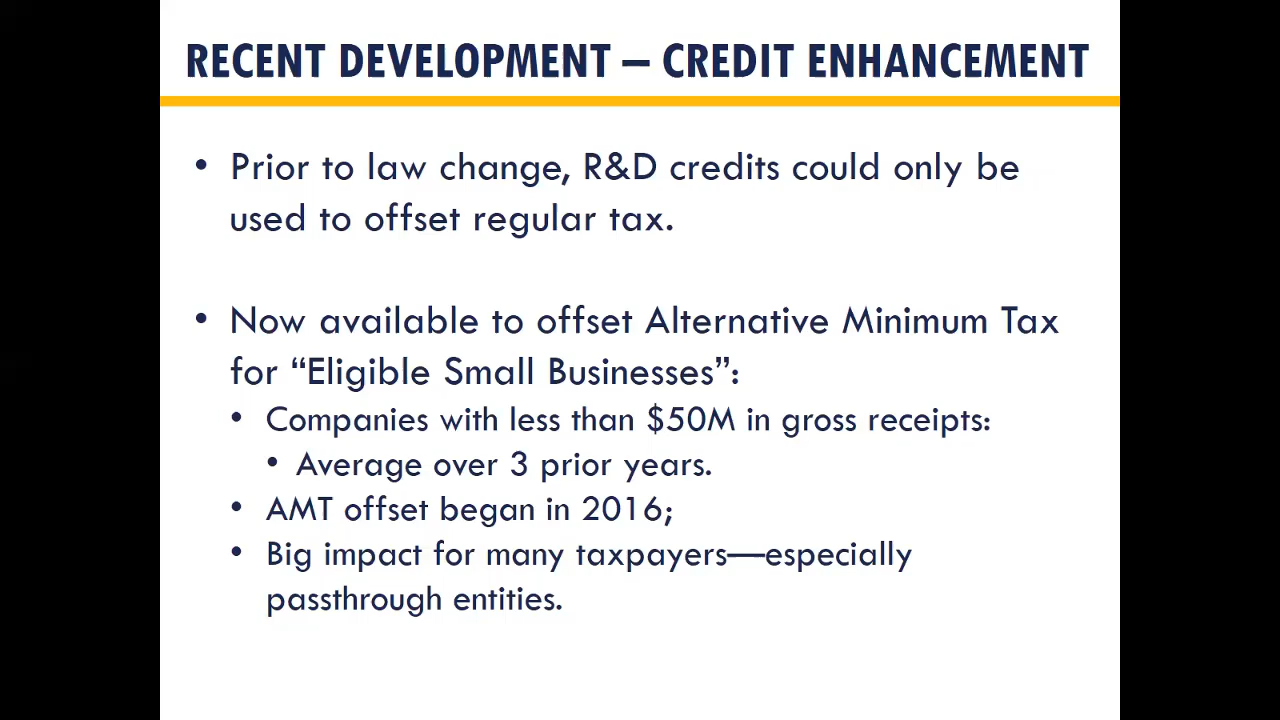 RECENT DEVELOPMENT – CREDIT ENHANCEMENT
• Prior to law change, R&D credits could only be
used to offset regular tax.
• Now available to offset Alternative Minimum Tax
for “Eligible Small Businesses”:
• Companies with less than $50M in gross receipts:
• Average over 3 prior years.
• AMT offset began in 2016;
• Big impact for many taxpayers—especially
passthrough entities.